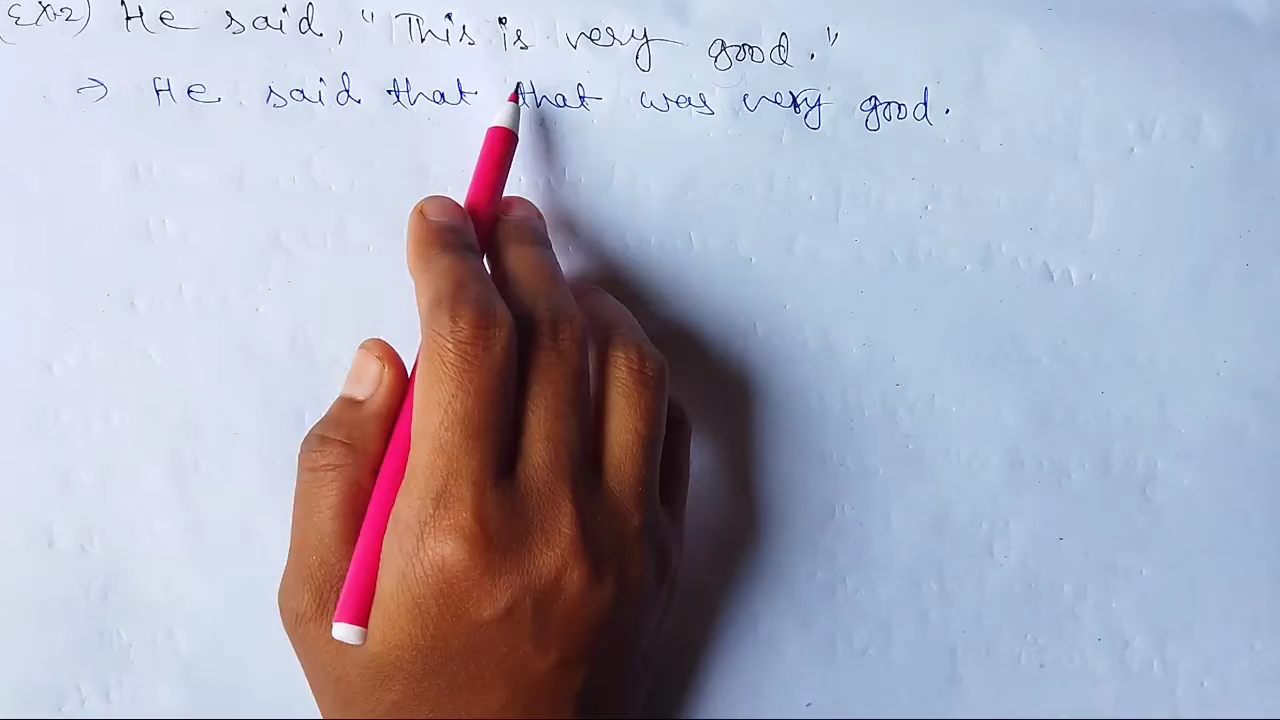 (Ex-2) He said, "This is very good."
→ He said that that was very good.